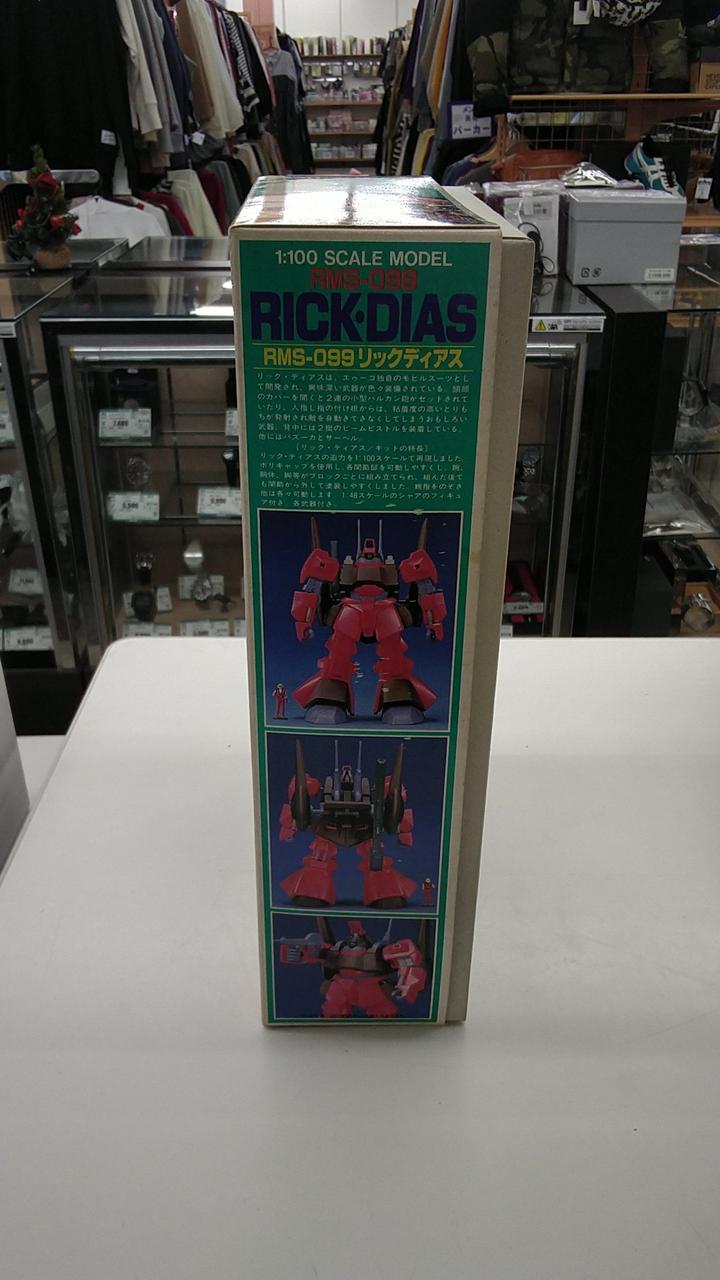 1:100 SCALE MODEL
RMS-099
RICK·DIAS
RMS-099リックディアス
リック・ディアスは、エゥーゴ独自のモビルスーツとし
て開発され、興味深い武器が色々装備されている。頭部
のカバーを開くと2連の小型バルカン砲がセットされて
いたり、人指し指の付け根からは、粘着度の高いとりも
ちが発射され敵を身動きできなくしてしまうおもしろい
武器、背中には2挺のビームピストルを装着している。
他にはバズーカとサーベル。
〔リック・ディアス/キットの特長〕
リック・ディアスの迫力を1:100スケールで再現しました。
ポリキャップを使用し、各関節部を可動しやすくし、腕、
胴体、脚等がブロックごとに組み立てられ、組んだ後で
も関節から外して塗装しやすくしました。親指をのぞき
他は各々可動します。1:48スケールのシャアのフィギュ
ア付き。各武器付き。
パーカー